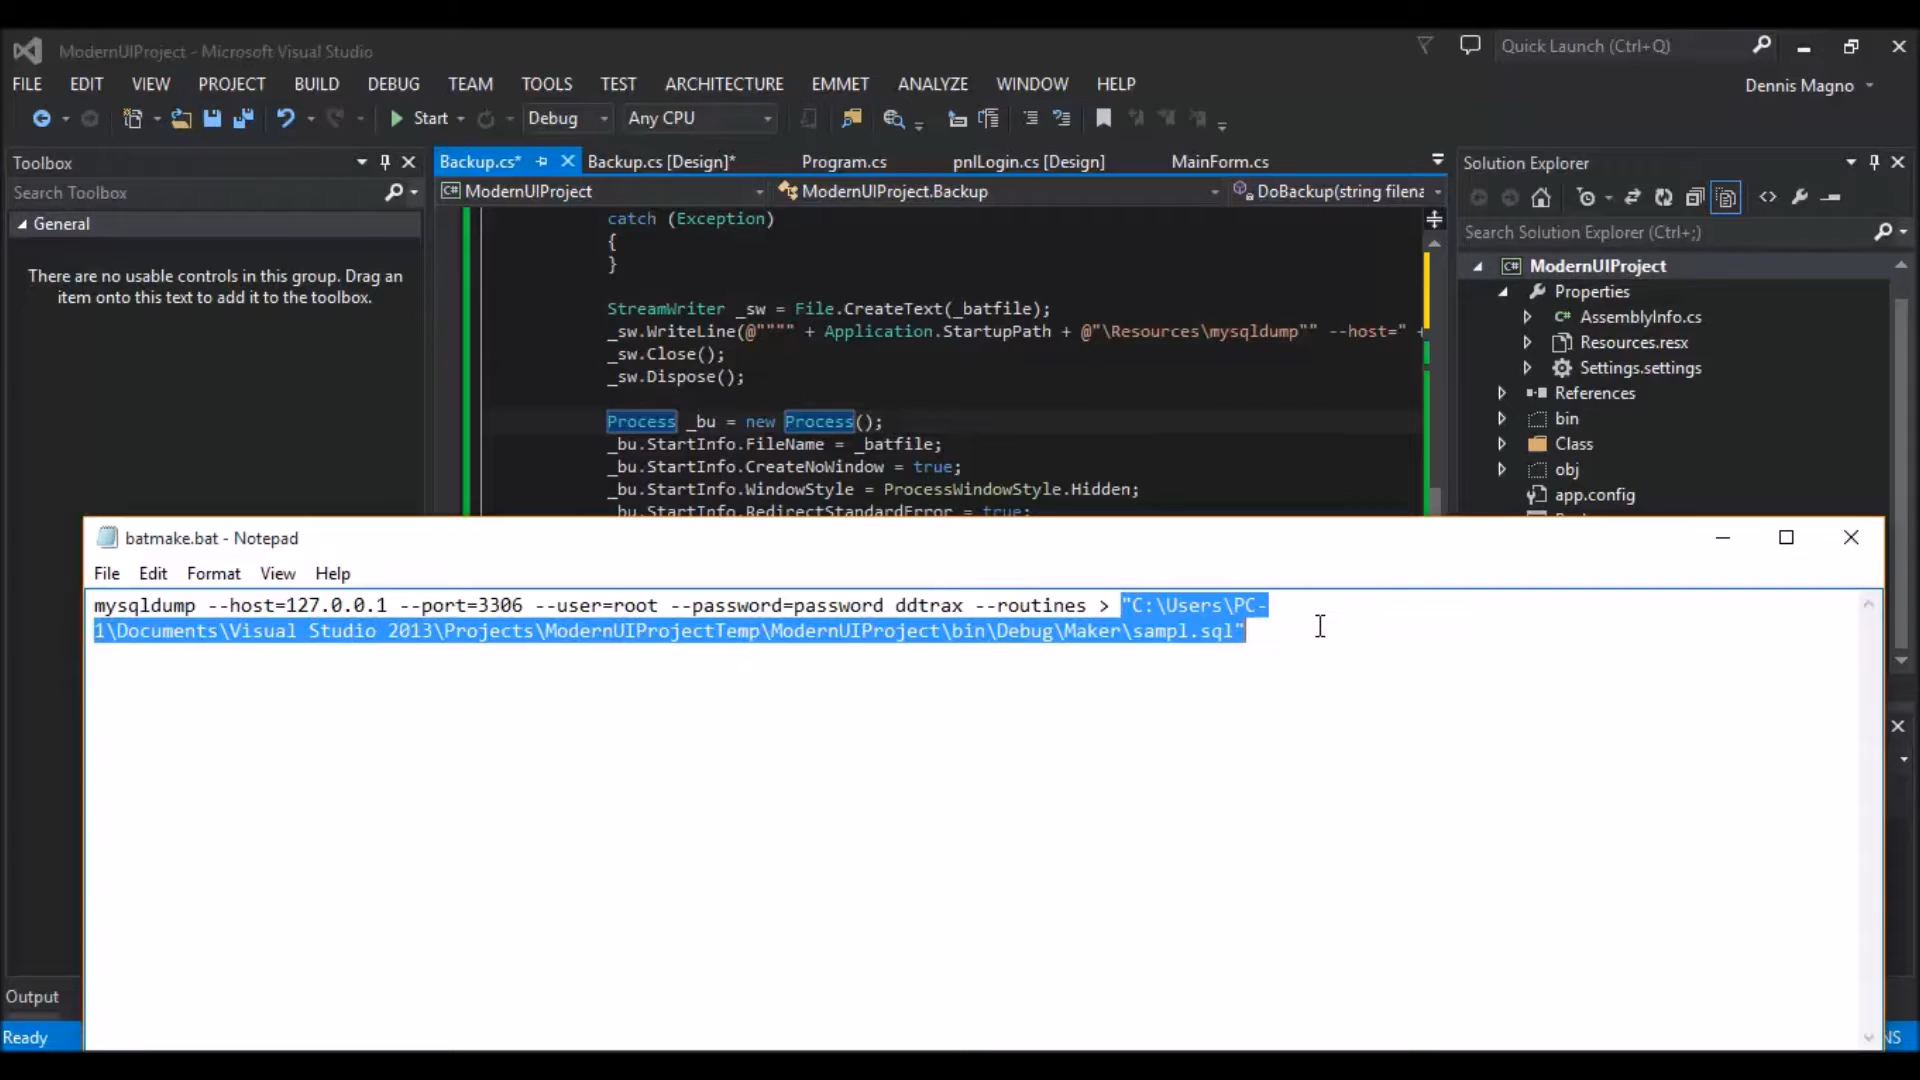 ModernUIProject - Microsoft Visual Studio
Quick Launch (Ctrl+Q)
FILE EDIT VIEW PROJECT BUILD DEBUG TEAM TOOLS TEST ARCHITECTURE EMMET ANALYZE WINDOW HELP
Dennis Magno
Start Debug Any CPU
Toolbox
Search Toolbox
General
There are no usable controls in this group. Drag an
item onto this text to add it to the toolbox.
Backup.cs* Backup.cs [Design]* Program.cs pnlLogin.cs [Design] MainForm.cs
ModernUIProject ModernUIProject.Backup DoBackup(string filena
catch (Exception)
{
}
StreamWriter _sw = File.CreateText(_batfile);
_sw.WriteLine(@"""" + Application.StartupPath + @"\Resources\mysqldump"" --host=" +
_sw.Close();
_sw.Dispose();
Process _bu = new Process();
_bu.StartInfo.FileName = _batfile;
_bu.StartInfo.CreateNoWindow = true;
_bu.StartInfo.WindowStyle = ProcessWindowStyle.Hidden;
_bu.StartInfo.RedirectStandardError = true;
Solution Explorer
Search Solution Explorer (Ctrl+;)
C# ModernUIProject
Properties
C# AssemblyInfo.cs
Resources.resx
Settings.settings
References
bin
Class
obj
app.config
batmake.bat - Notepad
File Edit Format View Help
mysqldump --host=127.0.0.1 --port=3306 --user=root --password=password ddtrax --routines > "C:\Users\PC-
1\Documents\Visual Studio 2013\Projects\ModernUIProjectTemp\ModernUIProject\bin\Debug\Maker\sampl.sql"
Output
Ready
NS